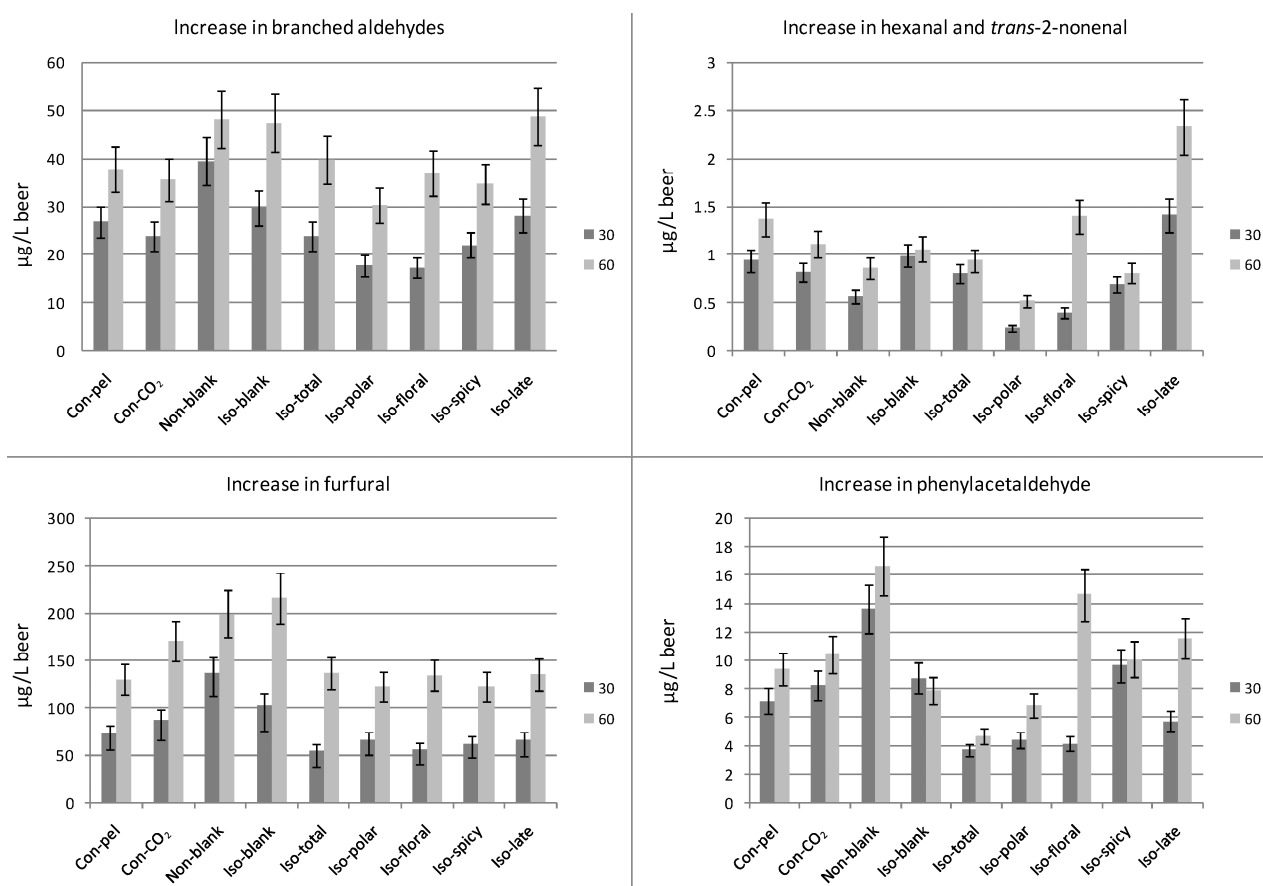 Increase in branched aldehydes
60
50
40
30
20
10
0
µg/L beer
Con-pel
Con-CO₂
Non-blank
Iso-blank
Iso-total
Iso-polar
Iso-floral
Iso-spicy
Iso-late
30
60
Increase in hexanal and trans-2-nonenal
3
2.5
2
1.5
1
0.5
0
µg/L beer
Con-pel
Con-CO₂
Non-blank
Iso-blank
Iso-total
Iso-polar
Iso-floral
Iso-spicy
Iso-late
30
60
Increase in furfural
300
250
200
150
100
50
0
µg/L beer
Con-pel
Con-CO₂
Non-blank
Iso-blank
Iso-total
Iso-polar
Iso-floral
Iso-spicy
Iso-late
30
60
Increase in phenylacetaldehyde
20
18
16
14
12
10
8
6
4
2
0
µg/L beer
Con-pel
Con-CO₂
Non-blank
Iso-blank
Iso-total
Iso-polar
Iso-floral
Iso-spicy
Iso-late
30
60